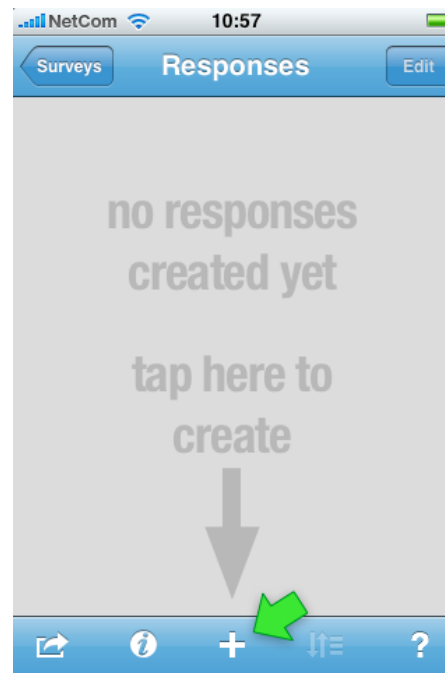 NetCom 10:57
Surveys Responses Edit
no responses
created yet
tap here to
create
i + ?